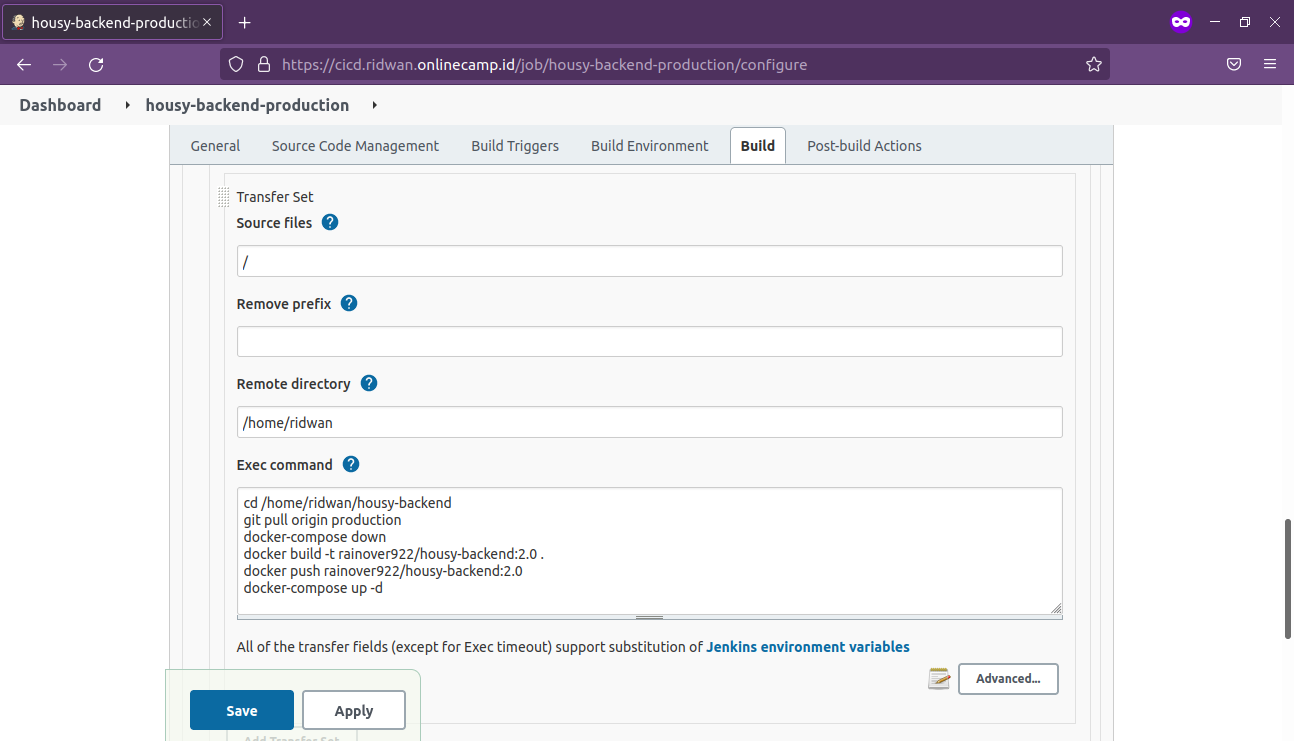 housy-backend-productio
https://cicd.ridwan.onlinecamp.id/job/housy-backend-production/configure
Dashboard housy-backend-production
General Source Code Management Build Triggers Build Environment Build Post-build Actions
Transfer Set
Source files ?
/
Remove prefix ?
Remote directory ?
/home/ridwan
Exec command ?
cd /home/ridwan/housy-backend
git pull origin production
docker-compose down
docker build -t rainover922/housy-backend:2.0 .
docker push rainover922/housy-backend:2.0
docker-compose up -d
All of the transfer fields (except for Exec timeout) support substitution of Jenkins environment variables
Advanced...
Save Apply
Add Transfer Set